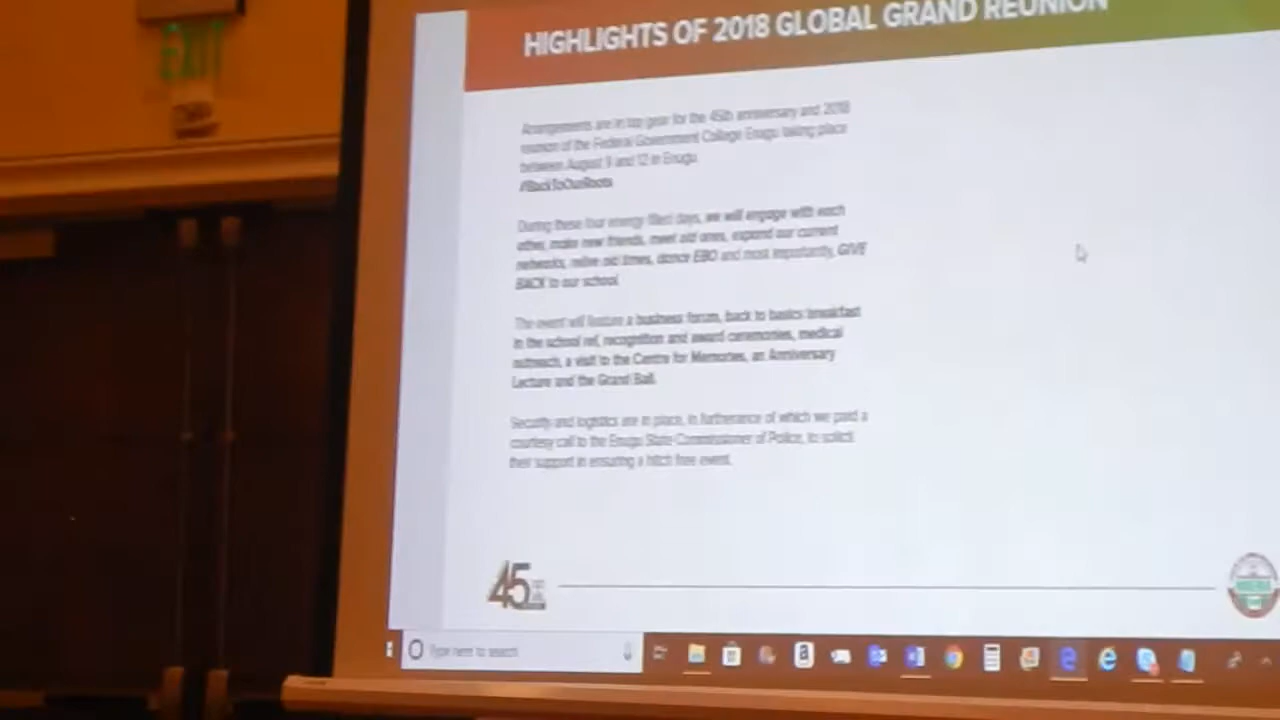 EXIT
HIGHLIGHTS OF 2018 GLOBAL GRAND REUNION
Arrangements are in top gear for the 45th anniversary and 2018
reunion of the Federal Government College Enugu taking place
between August 9 and 12 in Enugu.
#BackToOurRoots
During these four energy filled days, we will engage with each
other, make new friends, meet old ones, expand our current
networks, relive old times, dance EBO and most importantly, GIVE
BACK to our school.
The event will feature a business forum, back to basics breakfast
in the school ref, recognition and award ceremonies, medical
outreach, a visit to the Centre for Memories, an Anniversary
Lecture and the Grand Ball.
Security and logistics are in place, in furtherance of which we paid a
courtesy call to the Enugu State Commissioner of Police, to solicit
their support in ensuring a hitch free event.
45
Type here to search